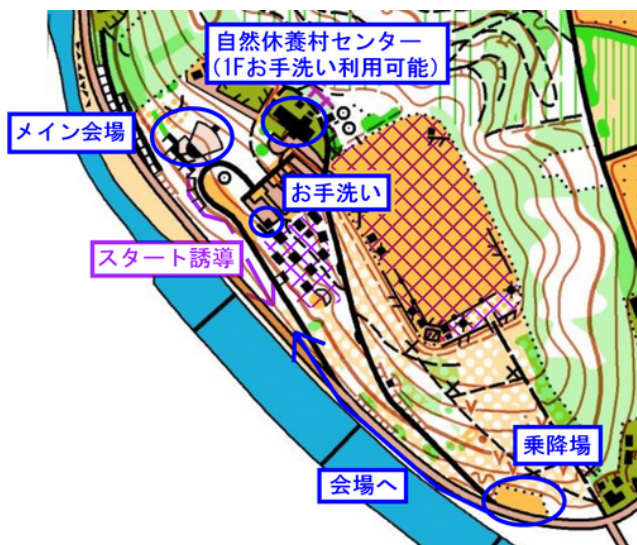 自然休養村センター
(1Fお手洗い利用可能)
メイン会場
お手洗い
スタート誘導
乗降場
会場へ